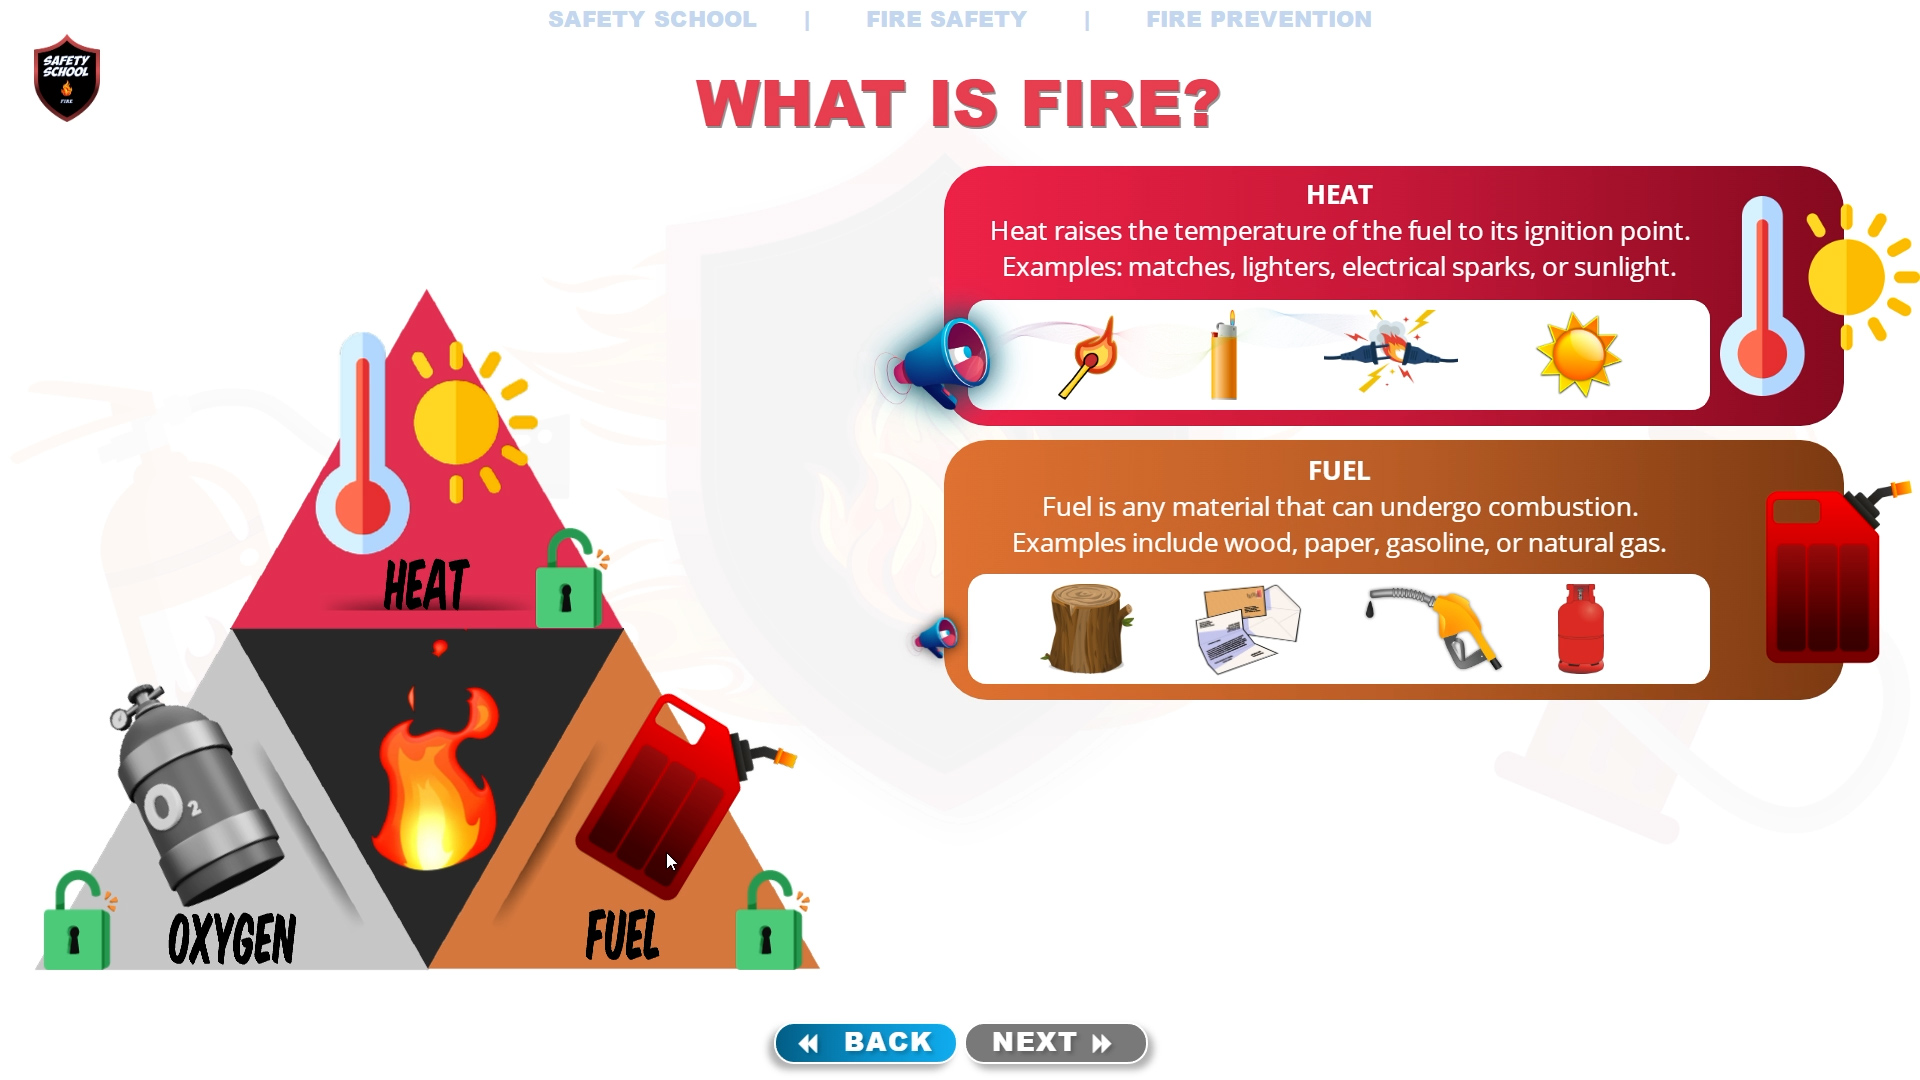 SAFETY SCHOOL | FIRE SAFETY | FIRE PREVENTION
SAFETY
SCHOOL
FIRE
WHAT IS FIRE?
HEAT
Heat raises the temperature of the fuel to its ignition point.
Examples: matches, lighters, electrical sparks, or sunlight.
FUEL
Fuel is any material that can undergo combustion.
Examples include wood, paper, gasoline, or natural gas.
HEAT
O2
OXYGEN
FUEL
BACK
NEXT